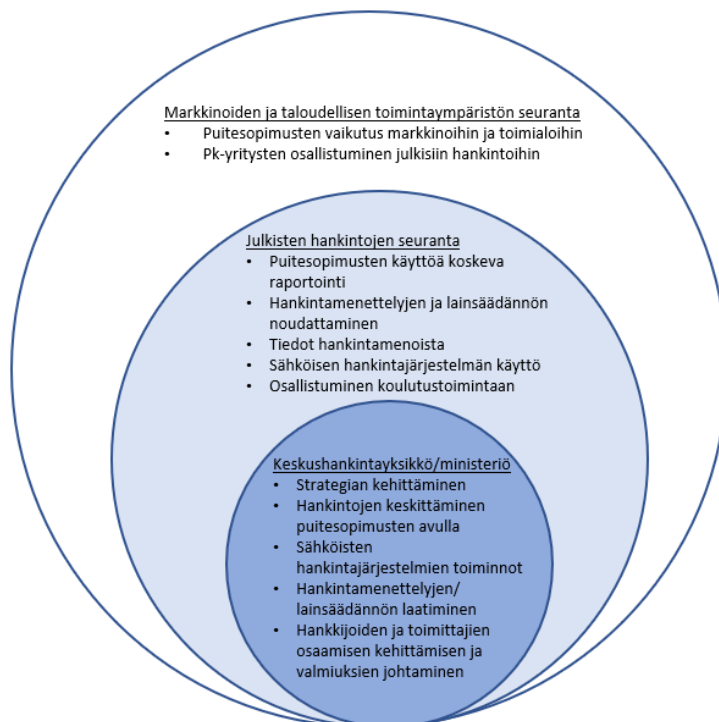 Markkinoiden ja taloudellisen toimintaympäristön seuranta
• Puitesopimusten vaikutus markkinoihin ja toimialoihin
• Pk-yritysten osallistuminen julkisiin hankintoihin
Julkisten hankintojen seuranta
• Puitesopimusten käyttöä koskeva
raportointi
• Hankintamenettelyjen ja lainsäädännön
noudattaminen
• Tiedot hankintamenoista
• Sähköisen hankintajärjestelmän käyttö
• Osallistuminen koulutustoimintaan
Keskushankintayksikkö/ministeriö
• Strategian kehittäminen
• Hankintojen keskittäminen
puitesopimusten avulla
• Sähköisten
hankintajärjestelmien toiminnot
• Hankintamenettelyjen/
lainsäädännön laatiminen
• Hankkijoiden ja toimittajien
osaamisen kehittämisen ja
valmiuksien johtaminen